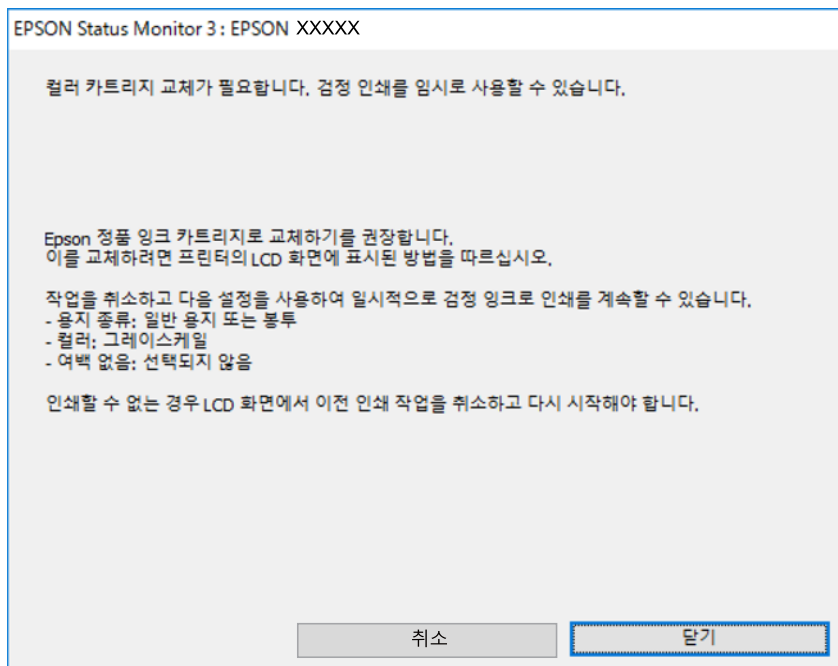 EPSON Status Monitor 3 : EPSON XXXXX
컬러 카트리지 교체가 필요합니다. 검정 인쇄를 임시로 사용할 수 있습니다.
Epson 정품 잉크 카트리지로 교체하기를 권장합니다.
이를 교체하려면 프린터의 LCD 화면에 표시된 방법을 따르십시오.
작업을 취소하고 다음 설정을 사용하여 일시적으로 검정 잉크로 인쇄를 계속할 수 있습니다.
- 용지 종류: 일반 용지 또는 봉투
- 컬러: 그레이스케일
- 여백 없음: 선택되지 않음
인쇄할 수 없는 경우 LCD 화면에서 이전 인쇄 작업을 취소하고 다시 시작해야 합니다.
취소
닫기